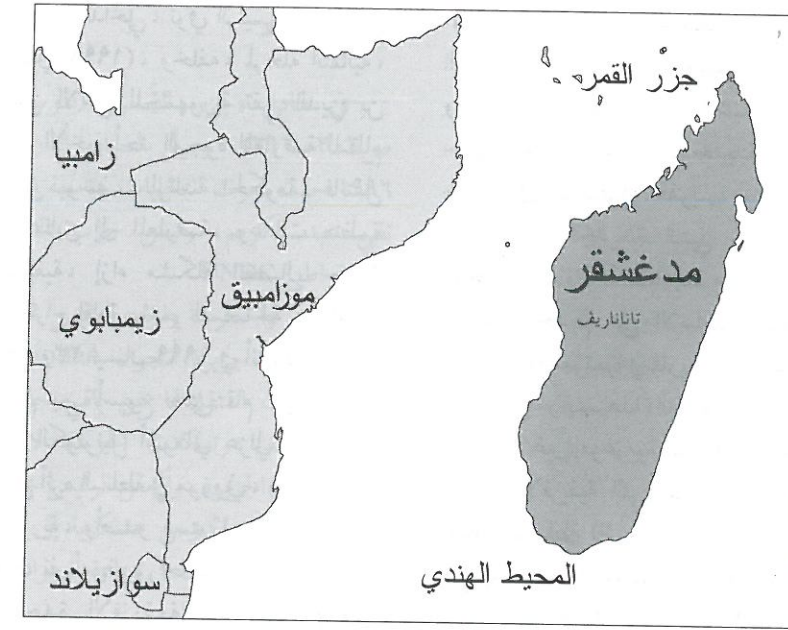 جزر القمر
زامبيا
مدغشقر
موزامبيق
تاناناريف
زيمبابوي
المحيط الهندي
سوازيلاند